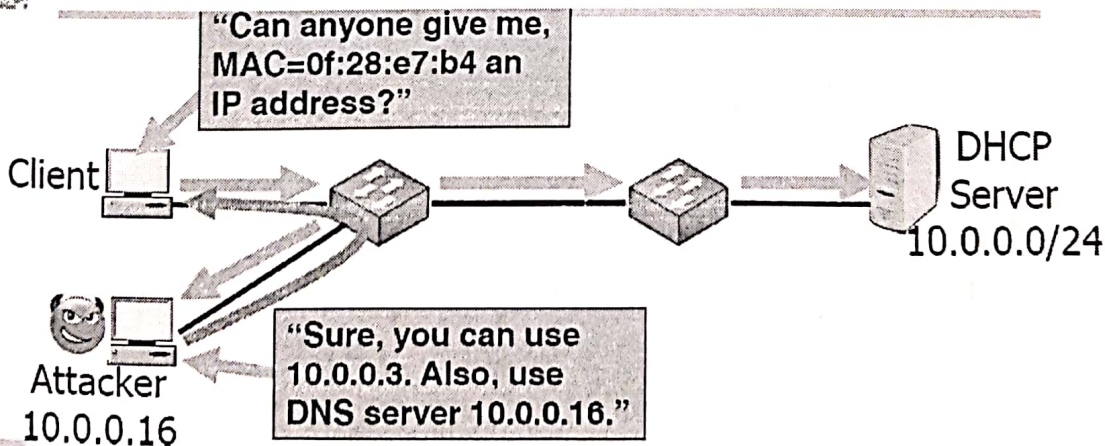 “Can anyone give me,
MAC=0f:28:e7:b4 an
IP address?”
Client
DHCP
Server
10.0.0.0/24
“Sure, you can use
10.0.0.3. Also, use
DNS server 10.0.0.16.”
Attacker
10.0.0.16